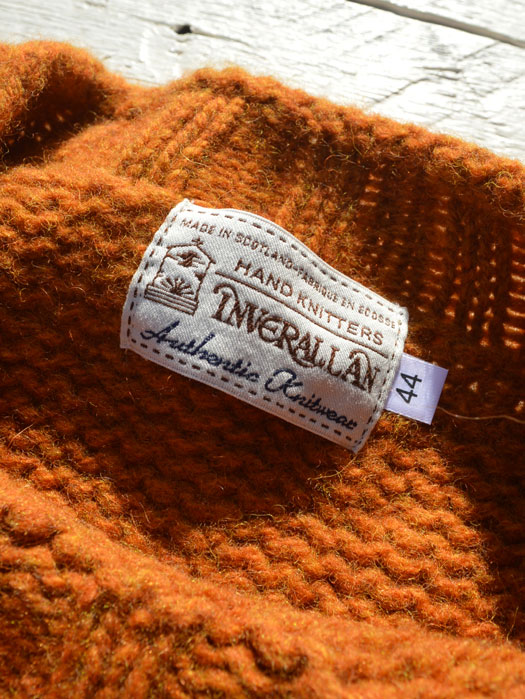 MADE IN SCOTLAND·FABRIQUE EN ECOSSE
HAND KNITTERS
INVERALLAN
Authentic Knitwear
44